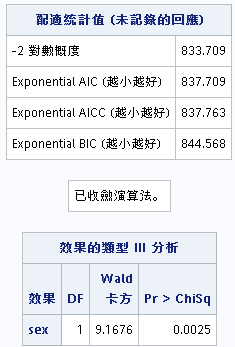 配適統計值 (未記錄的回應)
-2 對數概度 833.709
Exponential AIC (越小越好) 837.709
Exponential AICC (越小越好) 837.763
Exponential BIC (越小越好) 844.568
已收斂演算法。
效果的類型 III 分析
效果 DF Wald 卡方 Pr > ChiSq
sex 1 9.1676 0.0025